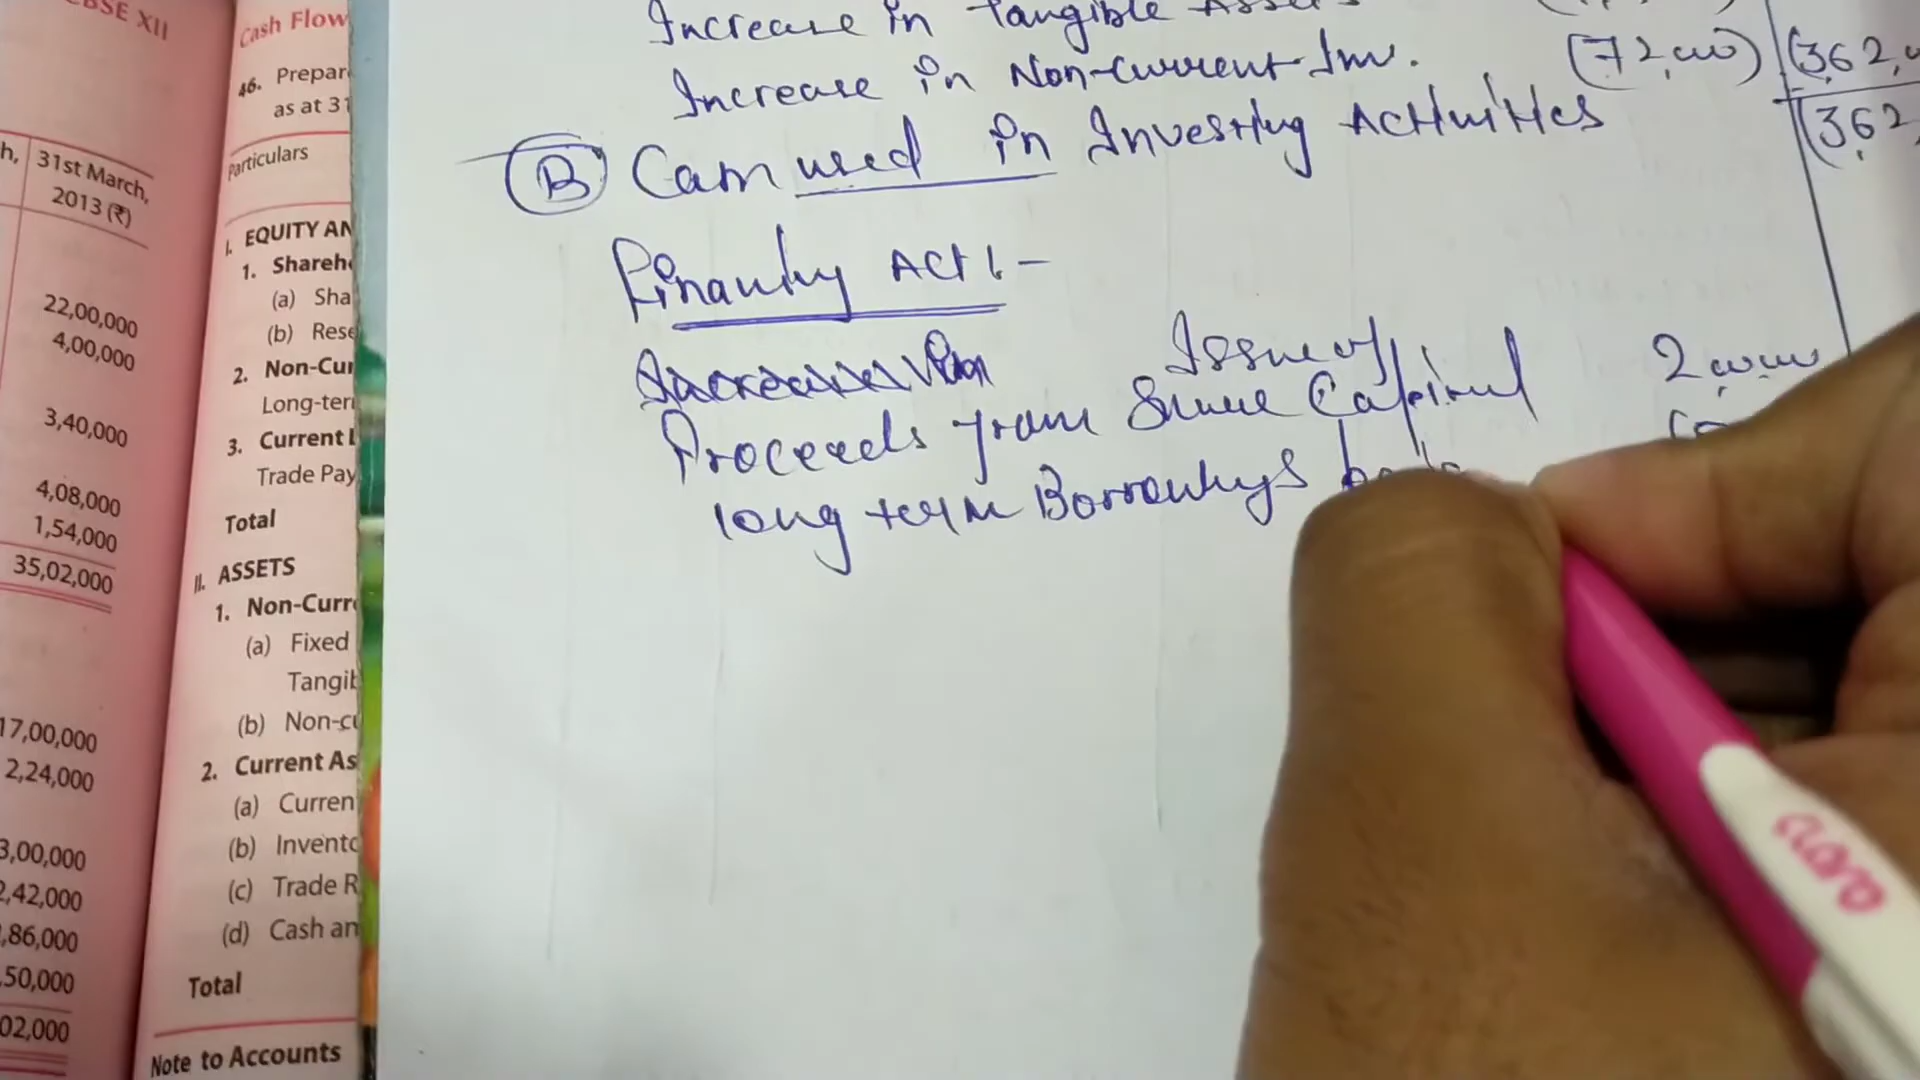 CBSE XII
31st March,
2013 (₹)
22,00,000
4,00,000
3,40,000
4,08,000
1,54,000
35,02,000
17,00,000
2,24,000
3,00,000
2,42,000
,86,000
,50,000
02,000
Cash Flow
46. Prepar
as at 31
Particulars
I. EQUITY AN
1. Shareh
(a) Sha
(b) Rese
2. Non-Cur
Long-ter
3. Current L
Trade Pay
Total
II. ASSETS
1. Non-Curr
(a) Fixed
Tangib
(b) Non-cu
2. Current As
(a) Curren
(b) Invento
(c) Trade R
(d) Cash an
Total
Note to Accounts
Increase in Tangible Asse
Increase in Non-current Inv. (72,000) (362,
(362,
(B) Cash used in Investing Activities
Financing Act:-
Issue of
Proceeds from Share Capital
long term Borrowings